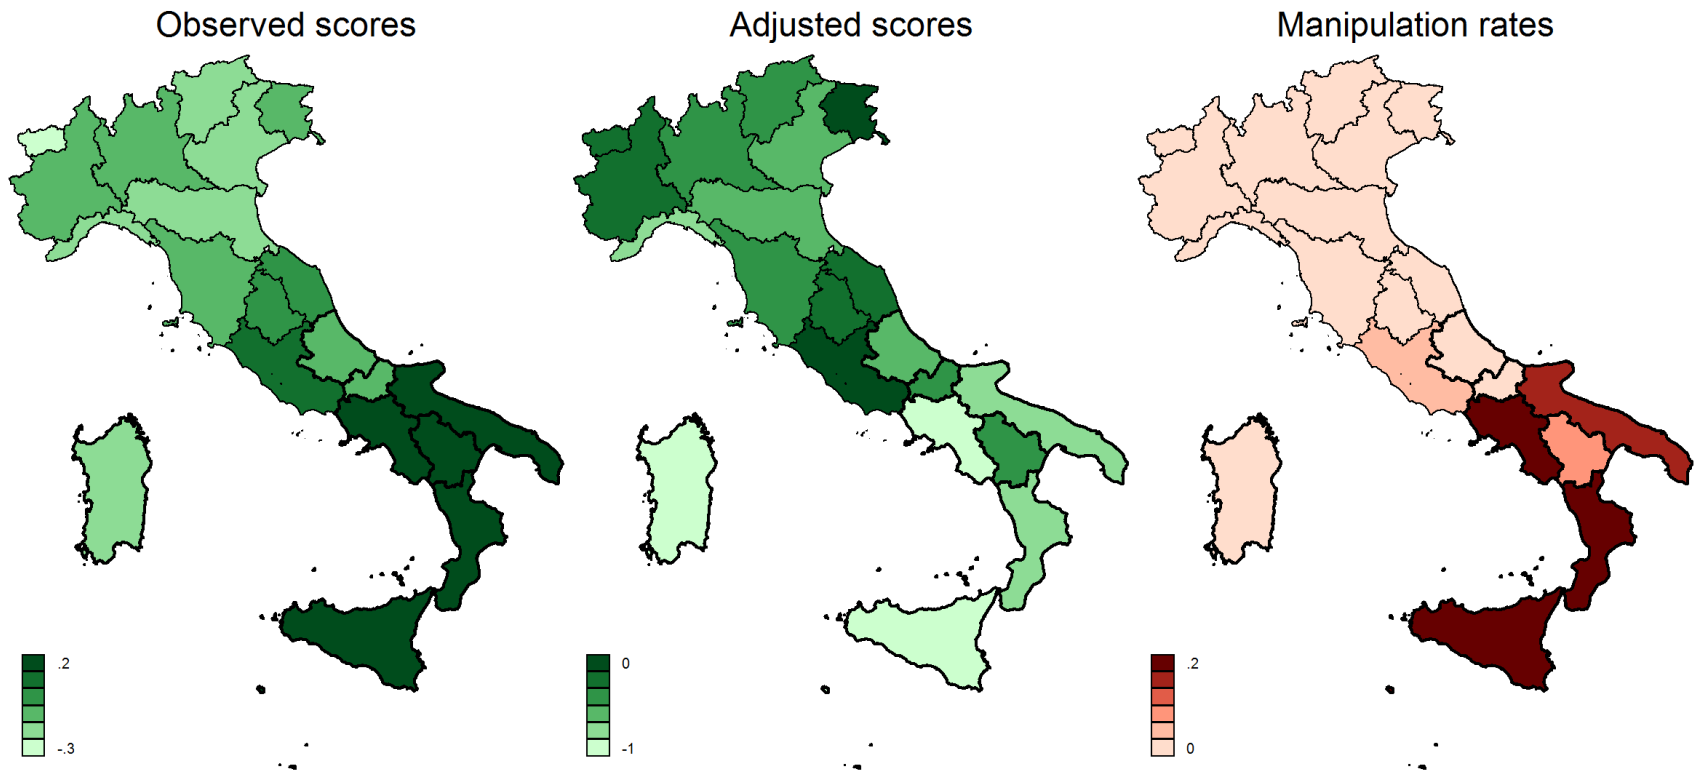 Observed scores
Adjusted scores
Manipulation rates
.2
-.3
0
-1
.2
0